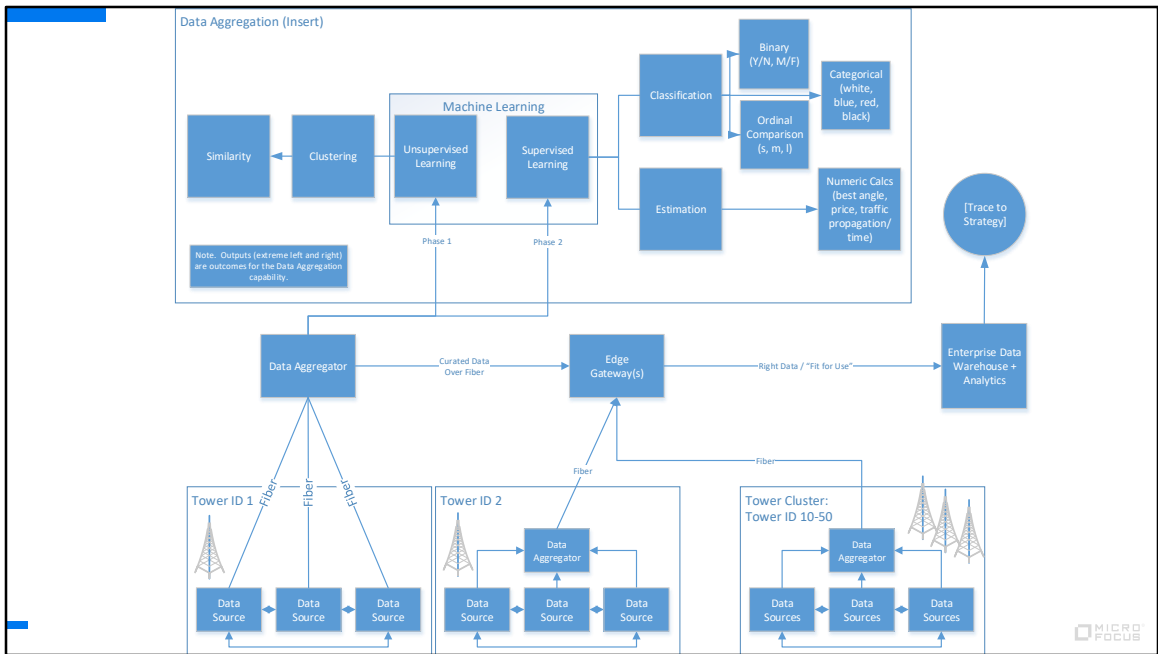 Data Aggregation (Insert)
Binary
(Y/N, M/F)
Categorical
(white,
blue, red,
black)
Classification
Machine Learning
Ordinal
Comparison
(s, m, l)
Similarity
Clustering
Unsupervised
Learning
Supervised
Learning
Numeric Calcs
(best angle,
price, traffic
propagation/
time)
Estimation
[Trace to
Strategy]
Phase 1
Phase 2
Note. Outputs (extreme left and right)
are outcomes for the Data Aggregation
capability.
Data Aggregator
Curated Data
Over Fiber
Edge
Gateway(s)
Right Data / "Fit for Use"
Enterprise Data
Warehouse +
Analytics
Fiber
Fiber
Fiber
Fiber
Fiber
Tower ID 1
Tower ID 2
Tower Cluster:
Tower ID 10-50
Data
Aggregator
Data
Aggregator
Data
Source
Data
Source
Data
Source
Data
Source
Data
Source
Data
Source
Data
Sources
Data
Sources
Data
Sources
MICRO
FOCUS